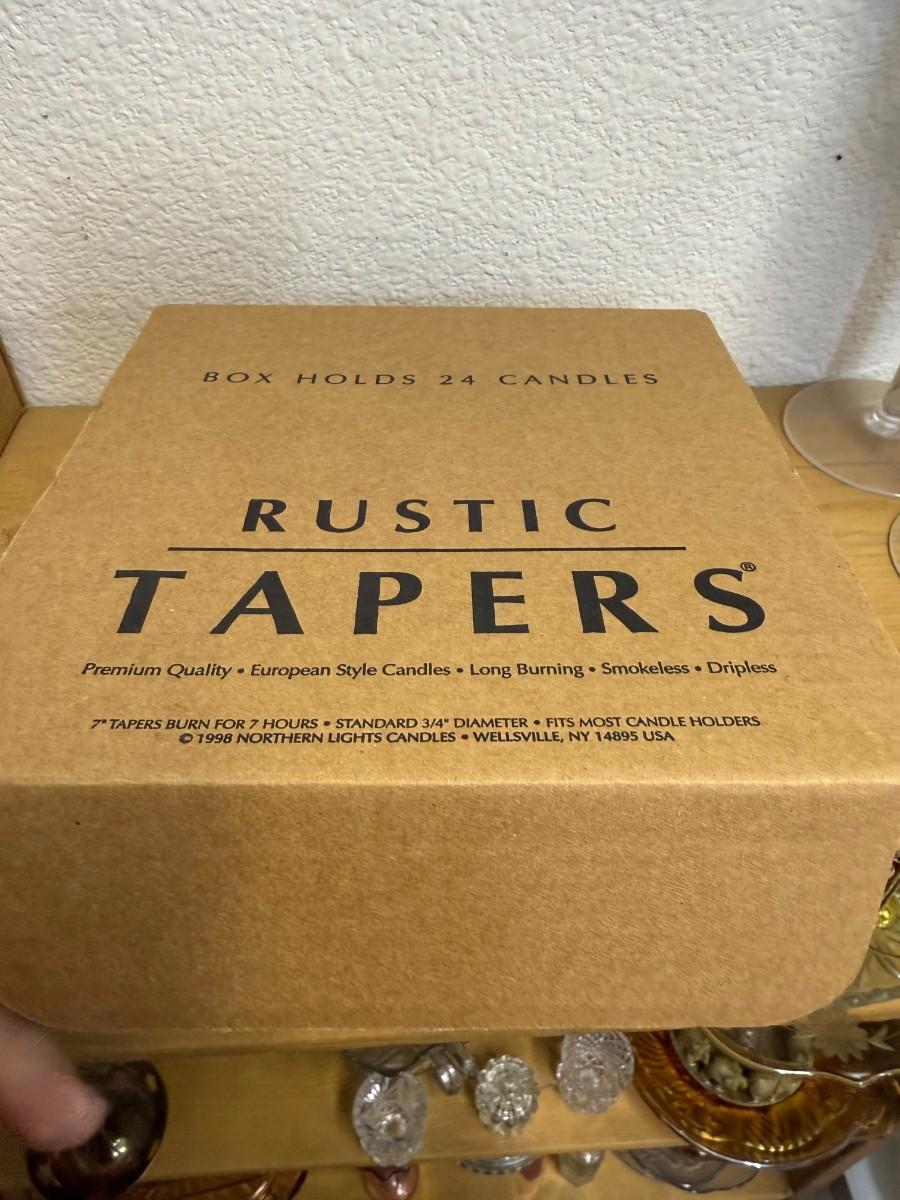 BOX HOLDS 24 CANDLES
RUSTIC
TAPERS®
Premium Quality • European Style Candles • Long Burning • Smokeless • Dripless
7" TAPERS BURN FOR 7 HOURS • STANDARD 3/4" DIAMETER • FITS MOST CANDLE HOLDERS
© 1998 NORTHERN LIGHTS CANDLES • WELLSVILLE, NY 14895 USA